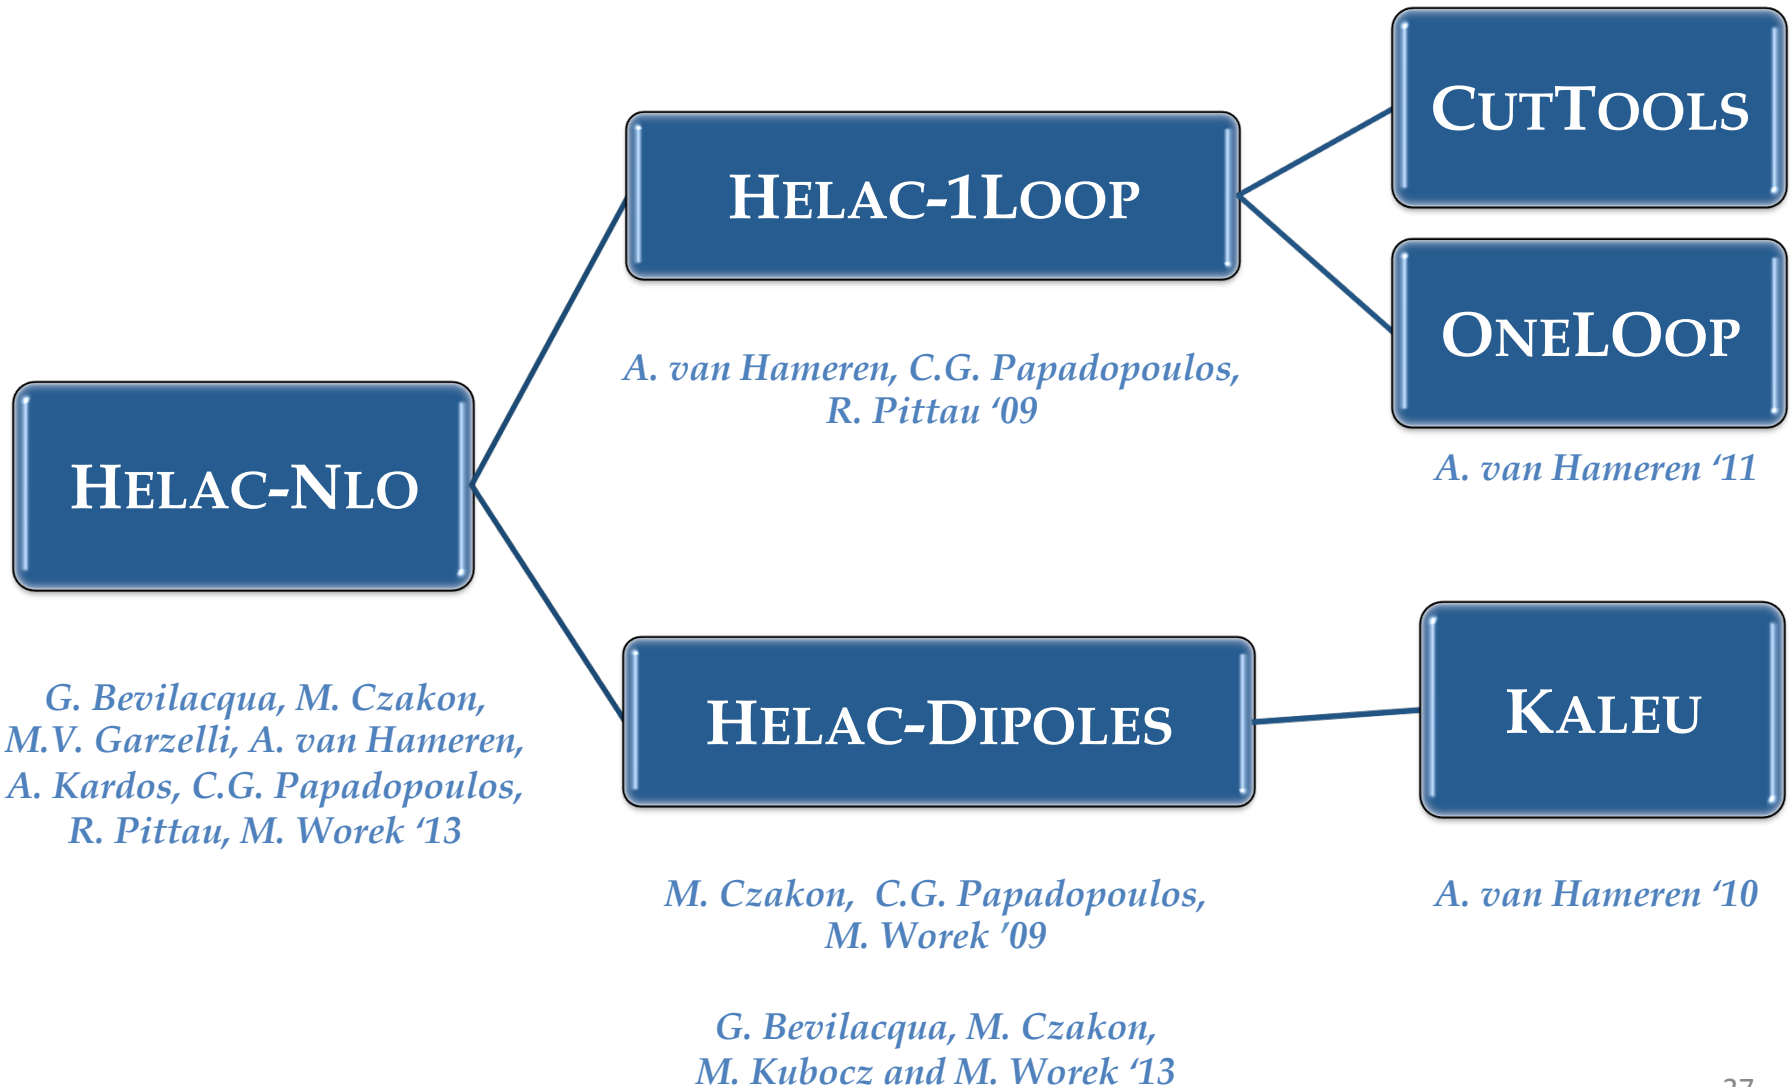 CUTTOOLS
HELAC-1LOOP
ONELOOP
A. van Hameren, C.G. Papadopoulos,
R. Pittau ‘09
A. van Hameren ‘11
HELAC-NLO
G. Bevilacqua, M. Czakon,
M.V. Garzelli, A. van Hameren,
A. Kardos, C.G. Papadopoulos,
R. Pittau, M. Worek ‘13
HELAC-DIPOLES
KALEU
M. Czakon, C.G. Papadopoulos,
M. Worek ’09
A. van Hameren ‘10
G. Bevilacqua, M. Czakon,
M. Kubocz and M. Worek ‘13